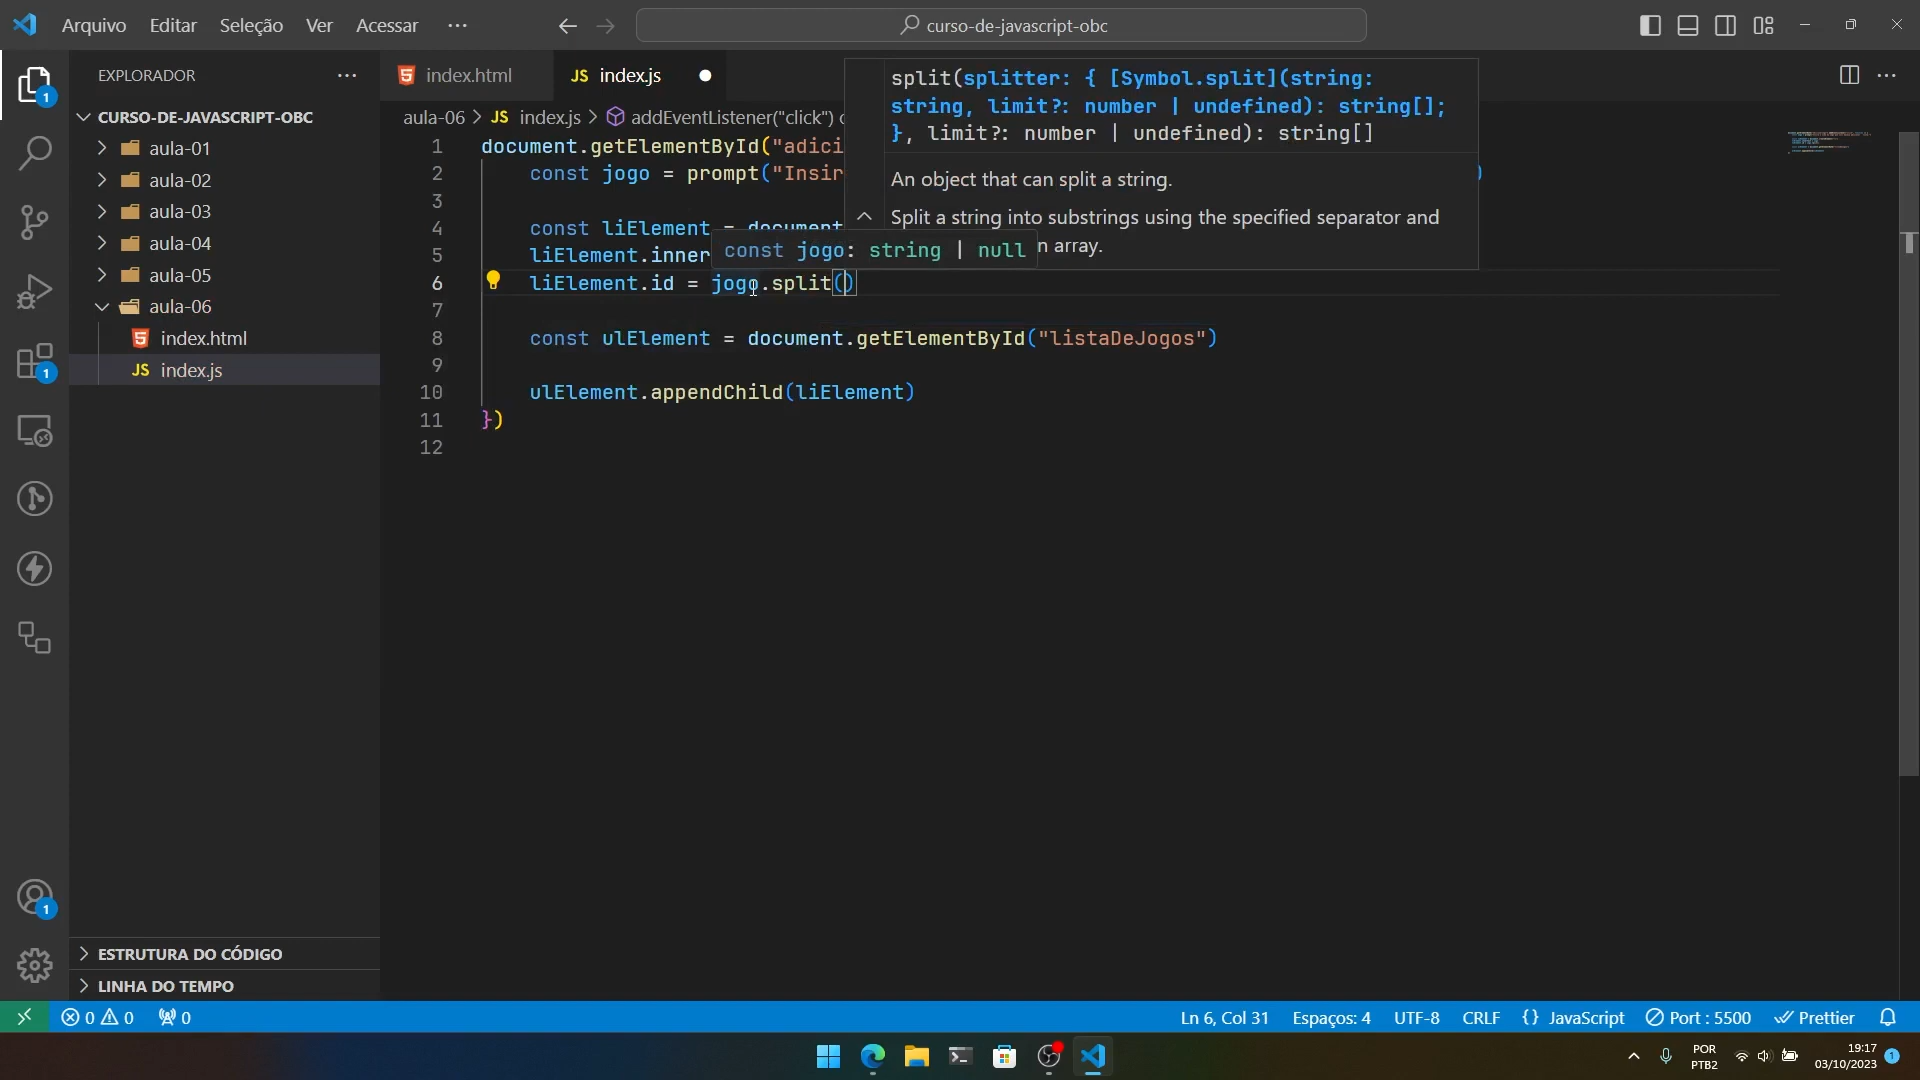 Arquivo Editar Seleção Ver Acessar ···
curso-de-javascript-obc
EXPLORADOR ···
CURSO-DE-JAVASCRIPT-OBC
aula-01
aula-02
aula-03
aula-04
aula-05
aula-06
index.html
JS index.js
ESTRUTURA DO CÓDIGO
LINHA DO TEMPO
1
1
1
index.html
JS index.js
aula-06 > JS index.js > addEventListener("click") c
split(splitter: { [Symbol.split](string:
string, limit?: number | undefined): string[];
}, limit?: number | undefined): string[]
An object that can split a string.
Split a string into substrings using the specified separator and
n array.
const jogo: string | null
1 document.getElementById("adici
2 const jogo = prompt("Insir )
3
4 const liElement = document
5 liElement.inner
6 liElement.id = jogo.split()
7
8 const ulElement = document.getElementById("listaDeJogos")
9
10 ulElement.appendChild(liElement)
11 })
12
0 0 0
Ln 6, Col 31 Espaços: 4 UTF-8 CRLF {} JavaScript Port : 5500 Prettier
POR
PTB2
19:17
03/10/2023
1